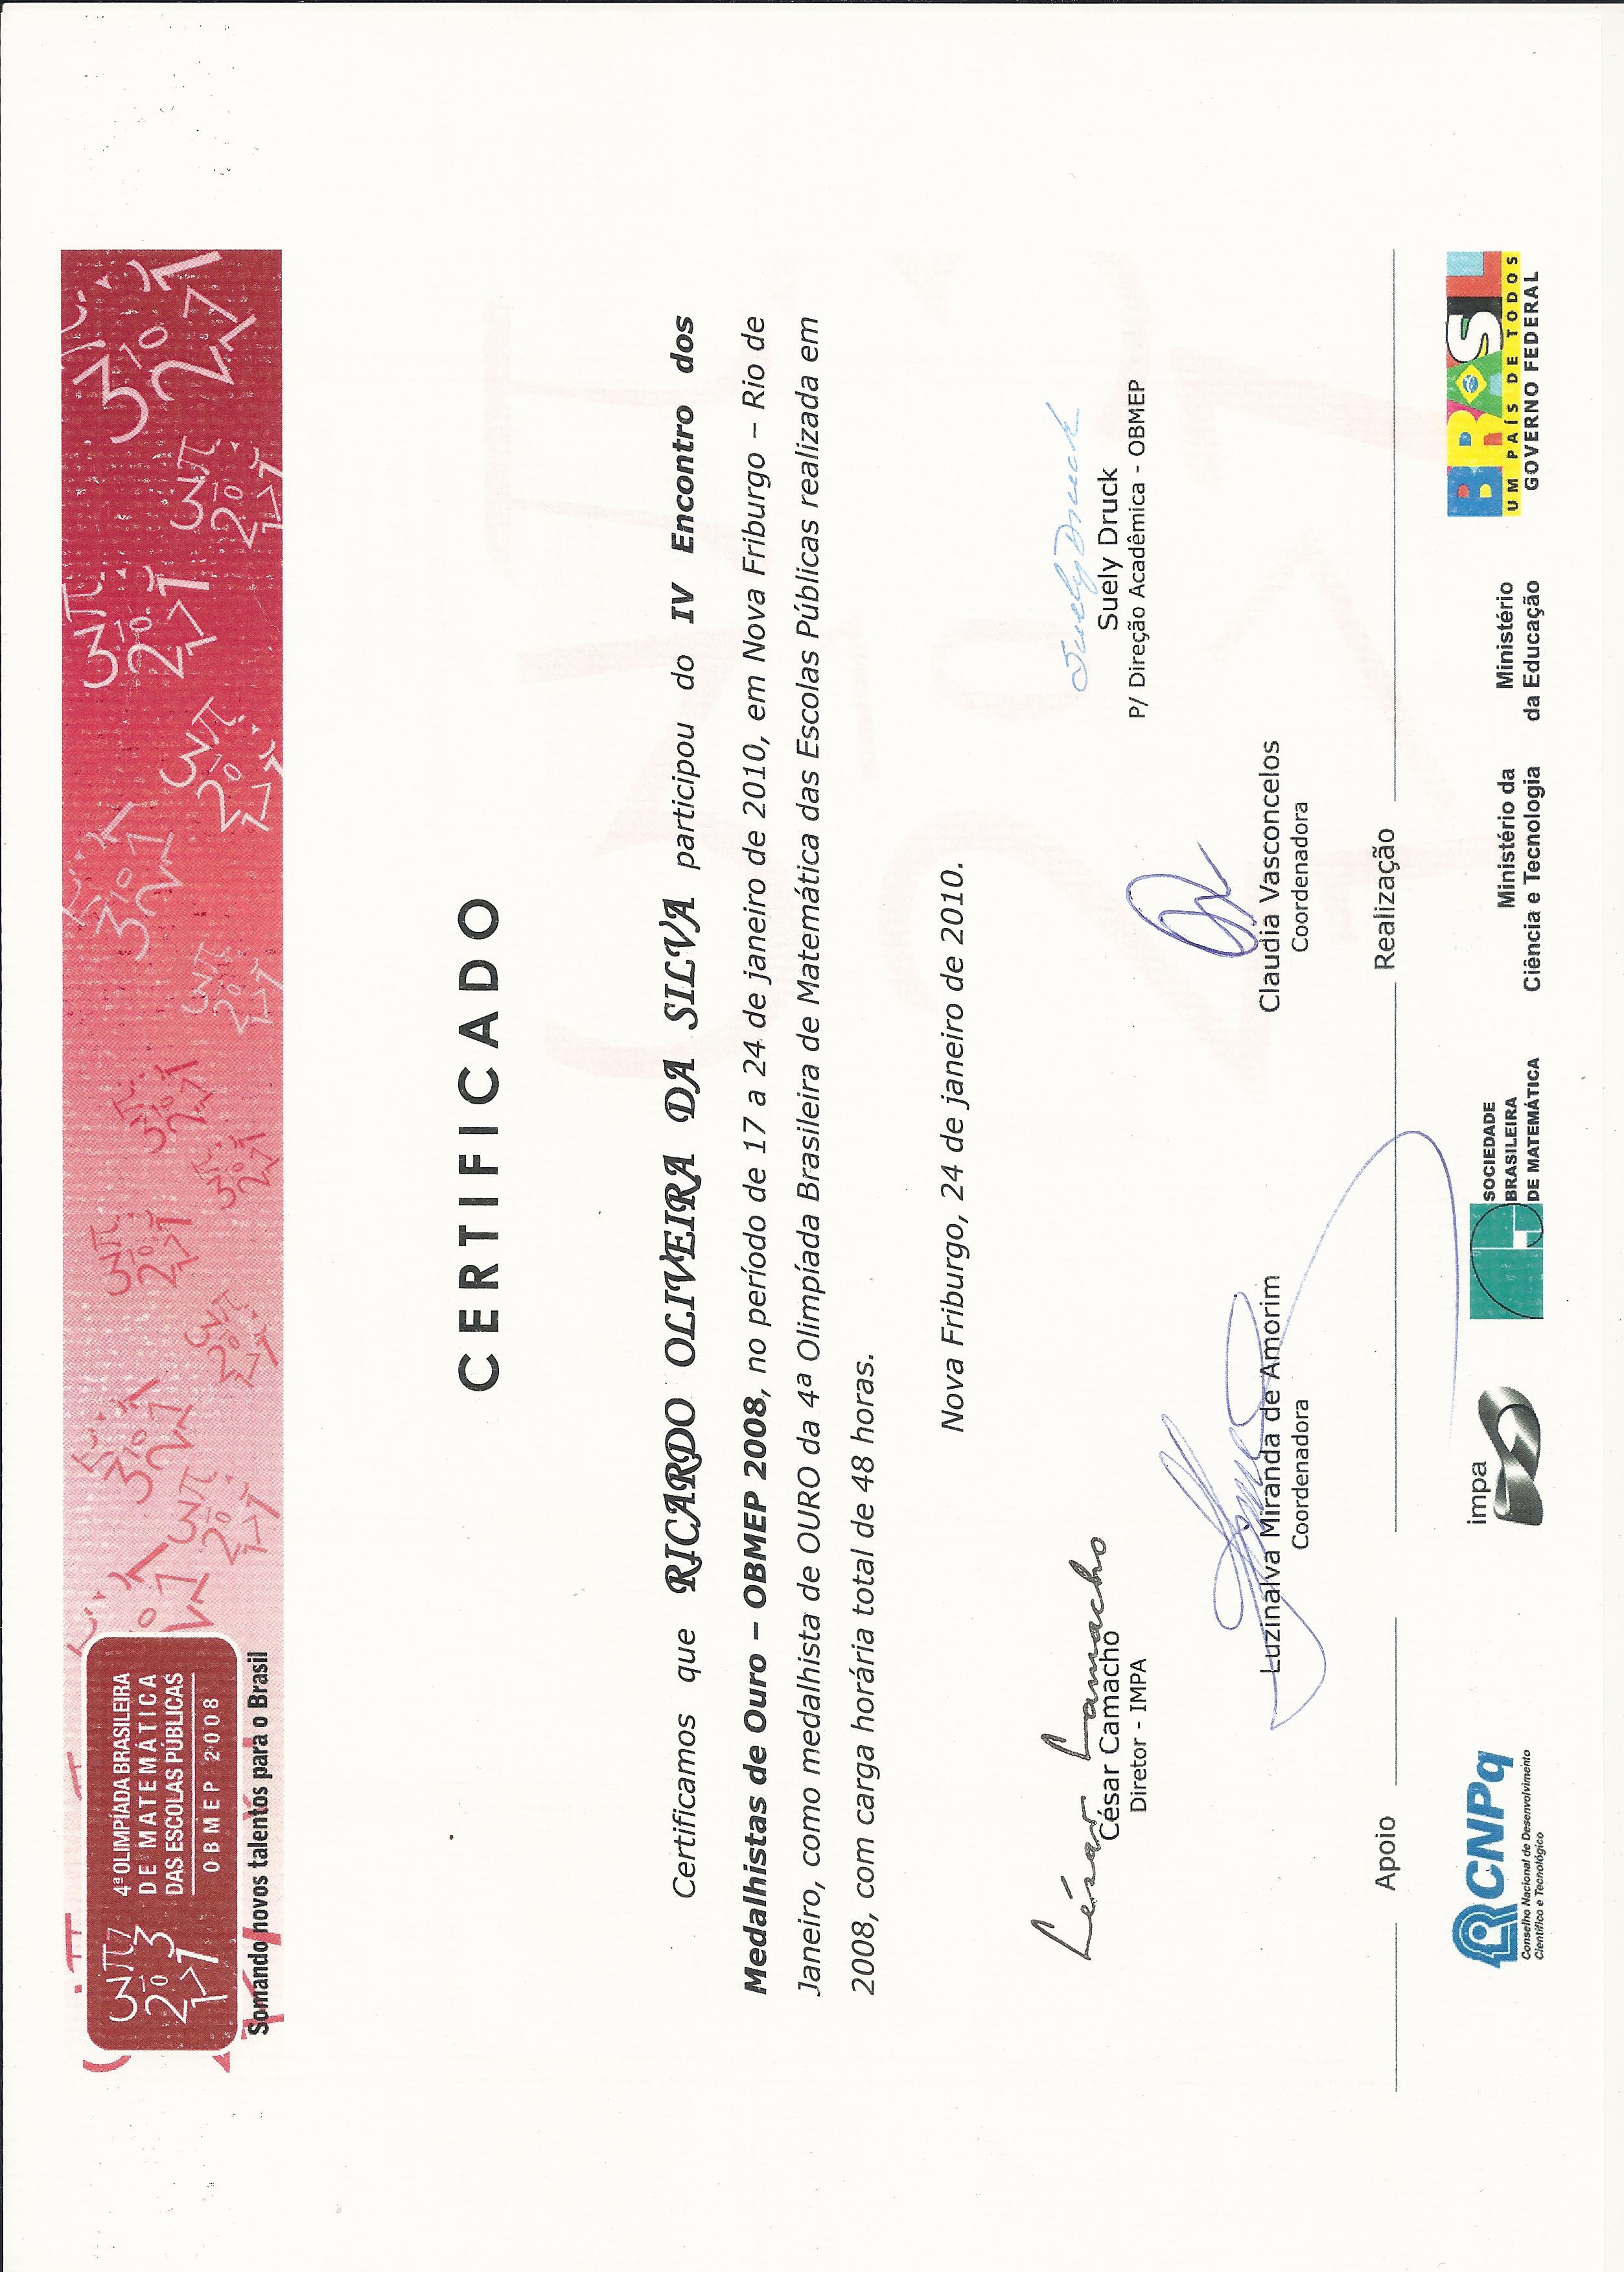 4ª OLIMPÍADA BRASILEIRA
DE MATEMÁTICA
DAS ESCOLAS PÚBLICAS
OBMEP 2008
Somando novos talentos para o Brasil
CERTIFICADO
Certificamos que RICARDO OLIVEIRA DA SILVA participou do IV Encontro dos
Medalhistas de Ouro – OBMEP 2008, no período de 17 a 24 de janeiro de 2010, em Nova Friburgo – Rio de
Janeiro, como medalhista de OURO da 4ª Olimpíada Brasileira de Matemática das Escolas Públicas realizada em
2008, com carga horária total de 48 horas.
Nova Friburgo, 24 de janeiro de 2010.
César Camacho
César Camacho
Diretor - IMPA
Suely Druck
Suely Druck
P/ Direção Acadêmica - OBMEP
Luzinalva Miranda de Amorim
Coordenadora
Claudia Vasconcelos
Coordenadora
Apoio
Realização
CNPq
Conselho Nacional de Desenvolvimento
Científico e Tecnológico
impa
SOCIEDADE
BRASILEIRA
DE MATEMÁTICA
Ministério da
Ciência e Tecnologia
Ministério
da Educação
BRASIL
UM PAÍS DE TODOS
GOVERNO FEDERAL